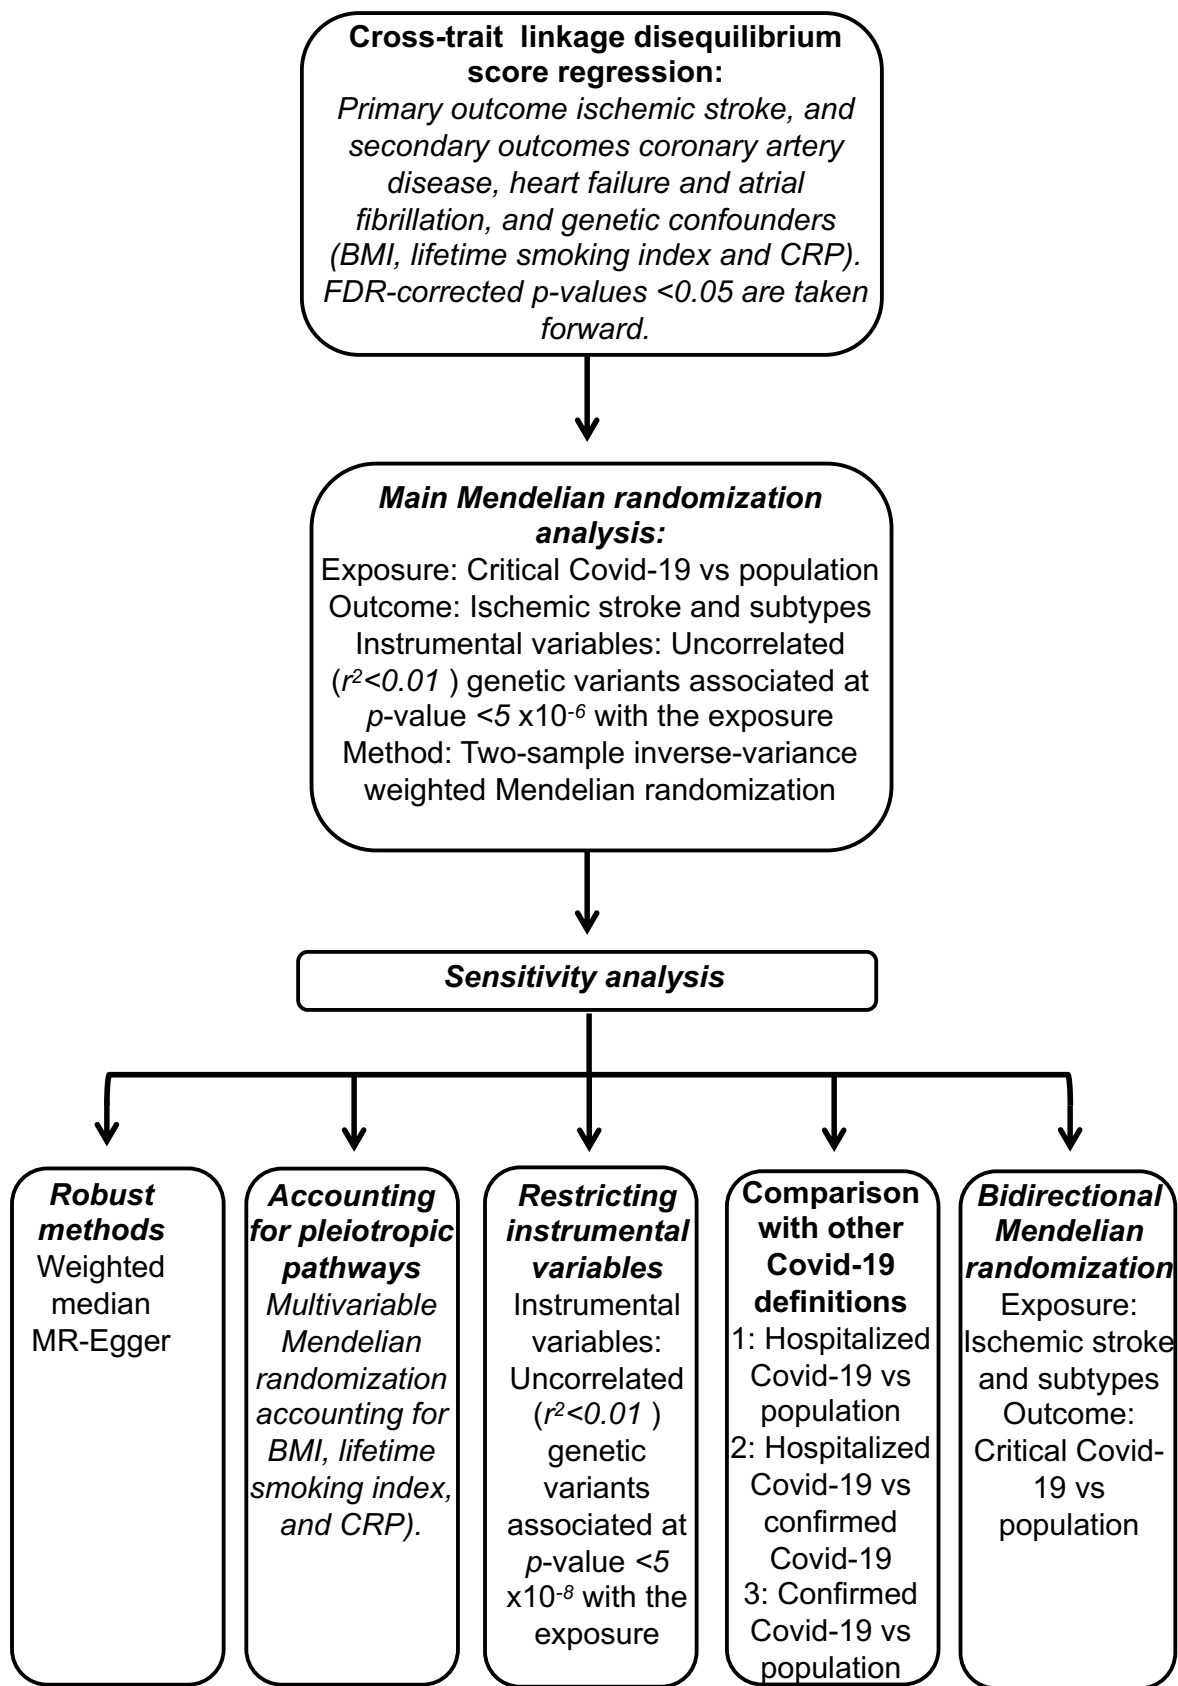 Cross-trait linkage disequilibrium
score regression:
Primary outcome ischemic stroke, and
secondary outcomes coronary artery
disease, heart failure and atrial
fibrillation, and genetic confounders
(BMI, lifetime smoking index and CRP).
FDR-corrected p-values <0.05 are taken
forward.
Main Mendelian randomization
analysis:
Exposure: Critical Covid-19 vs population
Outcome: Ischemic stroke and subtypes
Instrumental variables: Uncorrelated
(r²<0.01 ) genetic variants associated at
p-value <5 x10⁻⁶ with the exposure
Method: Two-sample inverse-variance
weighted Mendelian randomization
Sensitivity analysis
Robust
methods
Weighted
median
MR-Egger
Accounting
for pleiotropic
pathways
Multivariable
Mendelian
randomization
accounting for
BMI, lifetime
smoking index,
and CRP).
Restricting
instrumental
variables
Instrumental
variables:
Uncorrelated
(r²<0.01 )
genetic
variants
associated at
p-value <5
x10⁻⁸ with the
exposure
Comparison
with other
Covid-19
definitions
1: Hospitalized
Covid-19 vs
population
2: Hospitalized
Covid-19 vs
confirmed
Covid-19
3: Confirmed
Covid-19 vs
population
Bidirectional
Mendelian
randomization
Exposure:
Ischemic stroke
and subtypes
Outcome:
Critical Covid-
19 vs
population